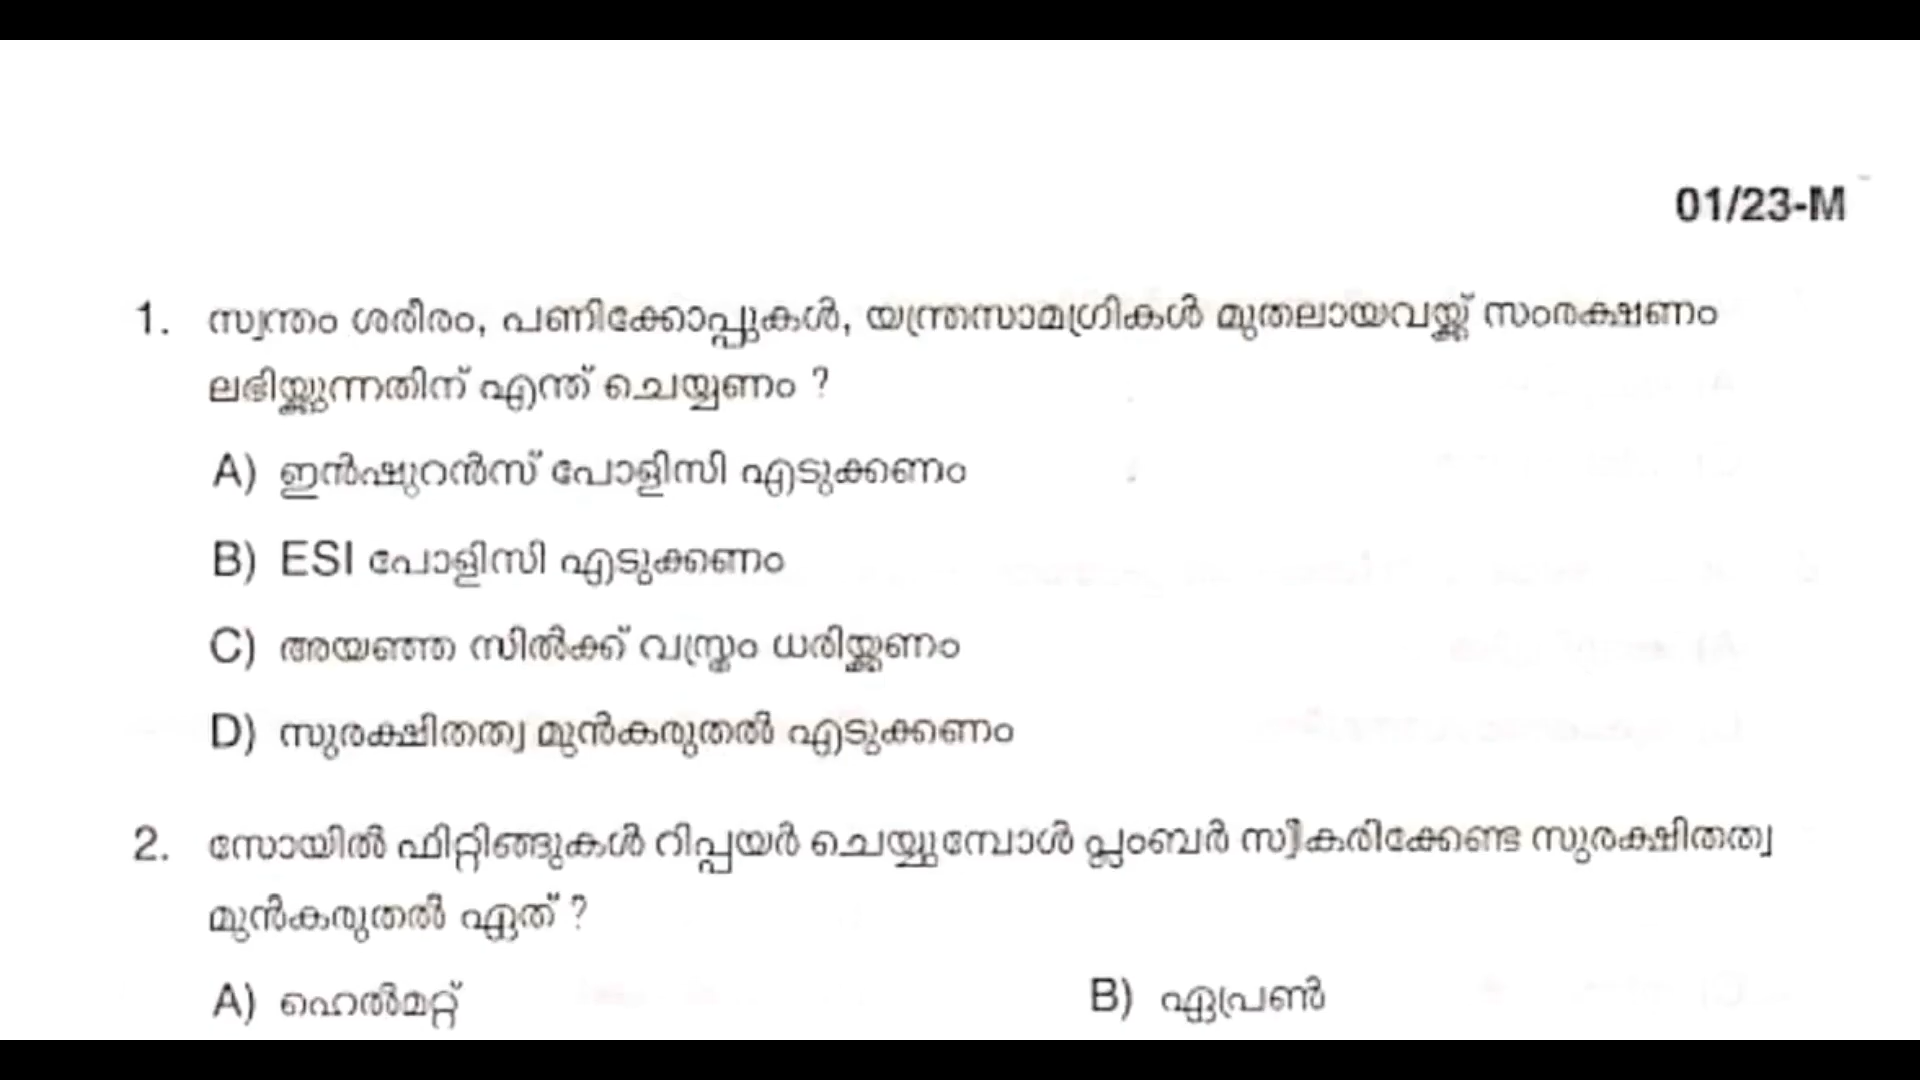 01/23-M
1. സ്വന്തം ശരീരം, പണിക്കോപ്പുകൾ, യന്ത്രസാമഗ്രികൾ മുതലായവയ്ക്ക് സംരക്ഷണം
ലഭിയ്ക്കുന്നതിന് എന്ത് ചെയ്യണം ?
A) ഇൻഷുറൻസ് പോളിസി എടുക്കണം
B) ESI പോളിസി എടുക്കണം
C) അയഞ്ഞ സിൽക്ക് വസ്ത്രം ധരിയ്ക്കണം
D) സുരക്ഷിതത്വ മുൻകരുതൽ എടുക്കണം
2. സോയിൽ ഫിറ്റിങ്ങുകൾ റിപ്പയർ ചെയ്യുമ്പോൾ പ്ലംബർ സ്വീകരിക്കേണ്ട സുരക്ഷിതത്വ
മുൻകരുതൽ ഏത് ?
A) ഹെൽമറ്റ് B) ഏപ്രൺ